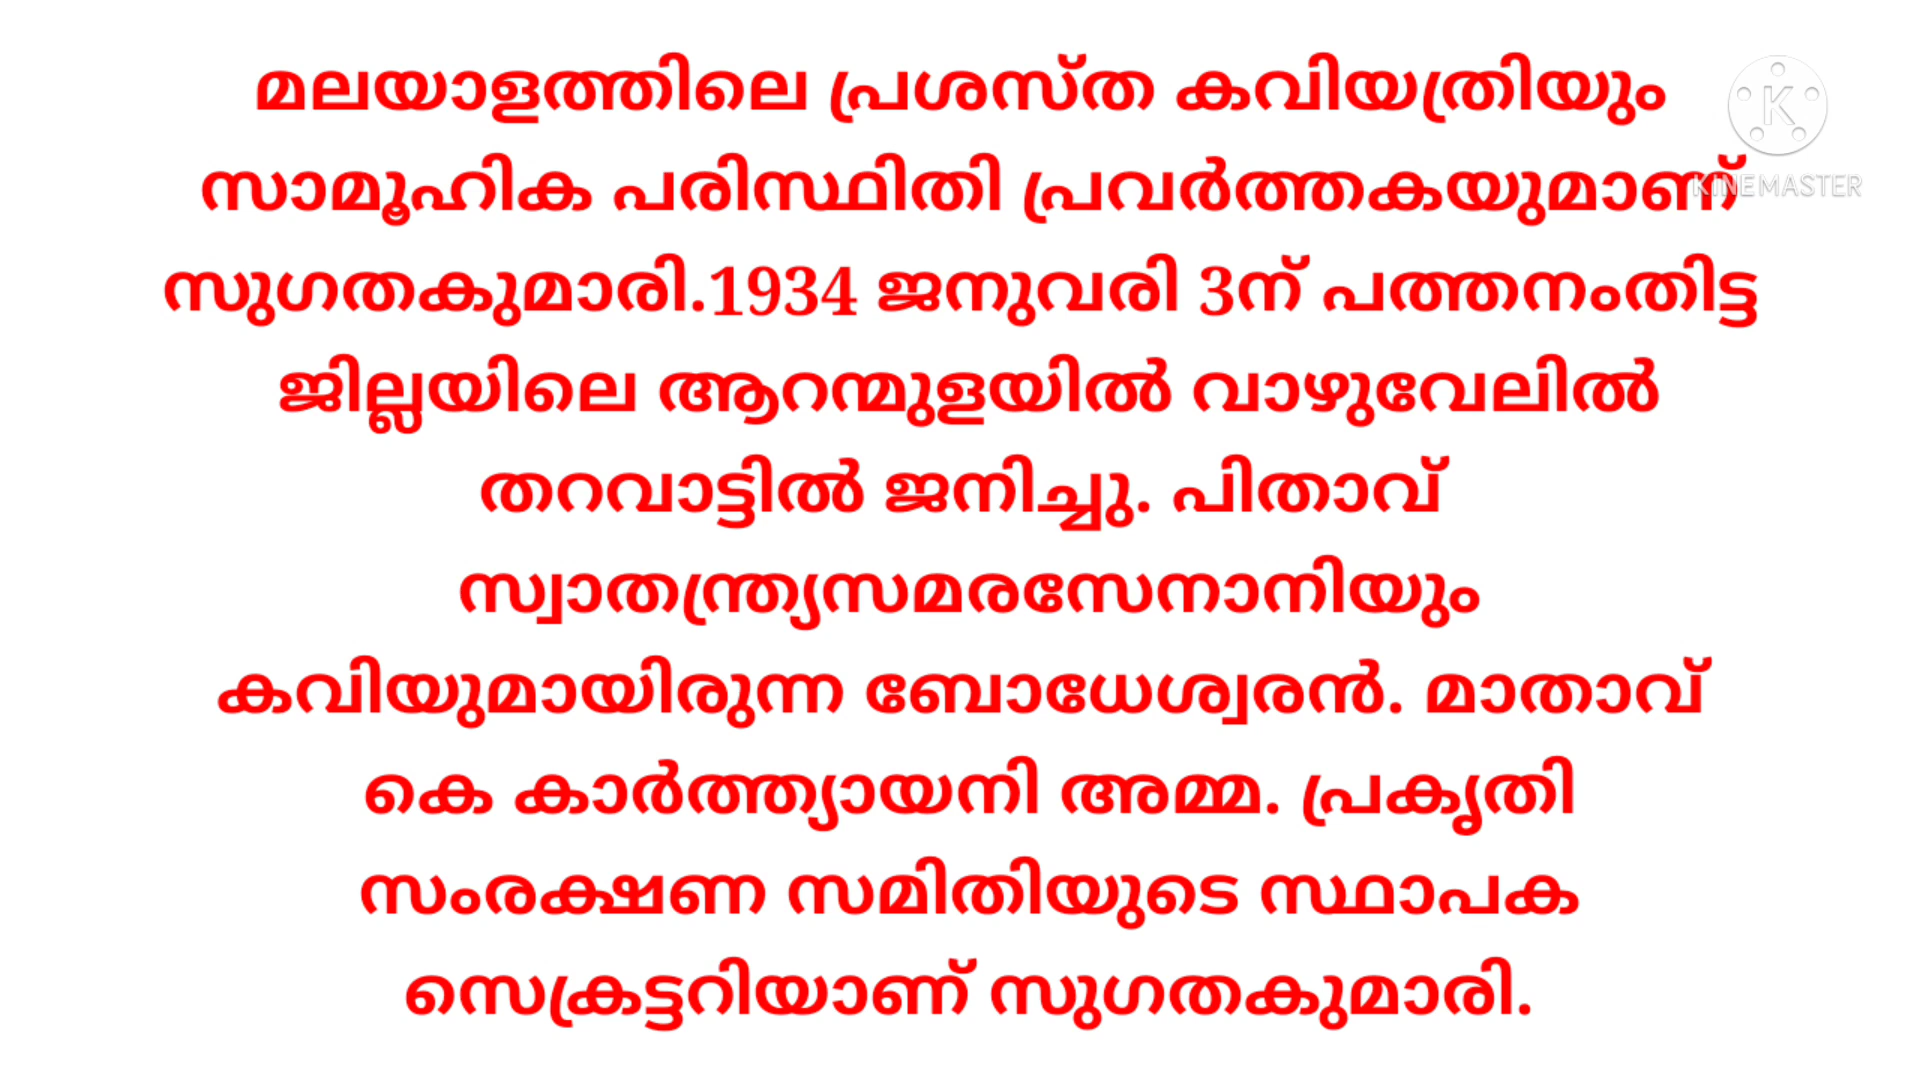 മലയാളത്തിലെ പ്രശസ്ത കവിയത്രിയും
സാമൂഹിക പരിസ്ഥിതി പ്രവർത്തകയുമാണ്
സുഗതകുമാരി.1934 ജനുവരി 3ന് പത്തനംതിട്ട
ജില്ലയിലെ ആറന്മുളയിൽ വാഴുവേലിൽ
തറവാട്ടിൽ ജനിച്ചു. പിതാവ്
സ്വാതന്ത്ര്യസമരസേനാനിയും
കവിയുമായിരുന്ന ബോധേശ്വരൻ. മാതാവ്
കെ കാർത്ത്യായനി അമ്മ. പ്രകൃതി
സംരക്ഷണ സമിതിയുടെ സ്ഥാപക
സെക്രട്ടറിയാണ് സുഗതകുമാരി.
K
KINEMASTER